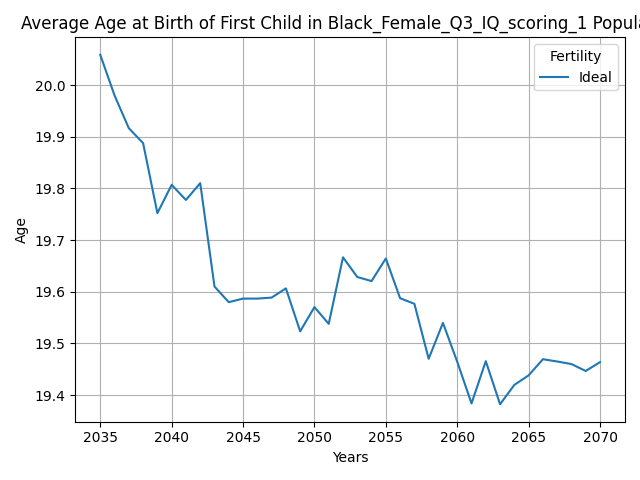 Average Age at Birth of First Child in Black_Female_Q3_IQ_scoring_1 Popula
Fertility
Ideal
Age
20.0
19.9
19.8
19.7
19.6
19.5
19.4
2035 2040 2045 2050 2055 2060 2065 2070
Years